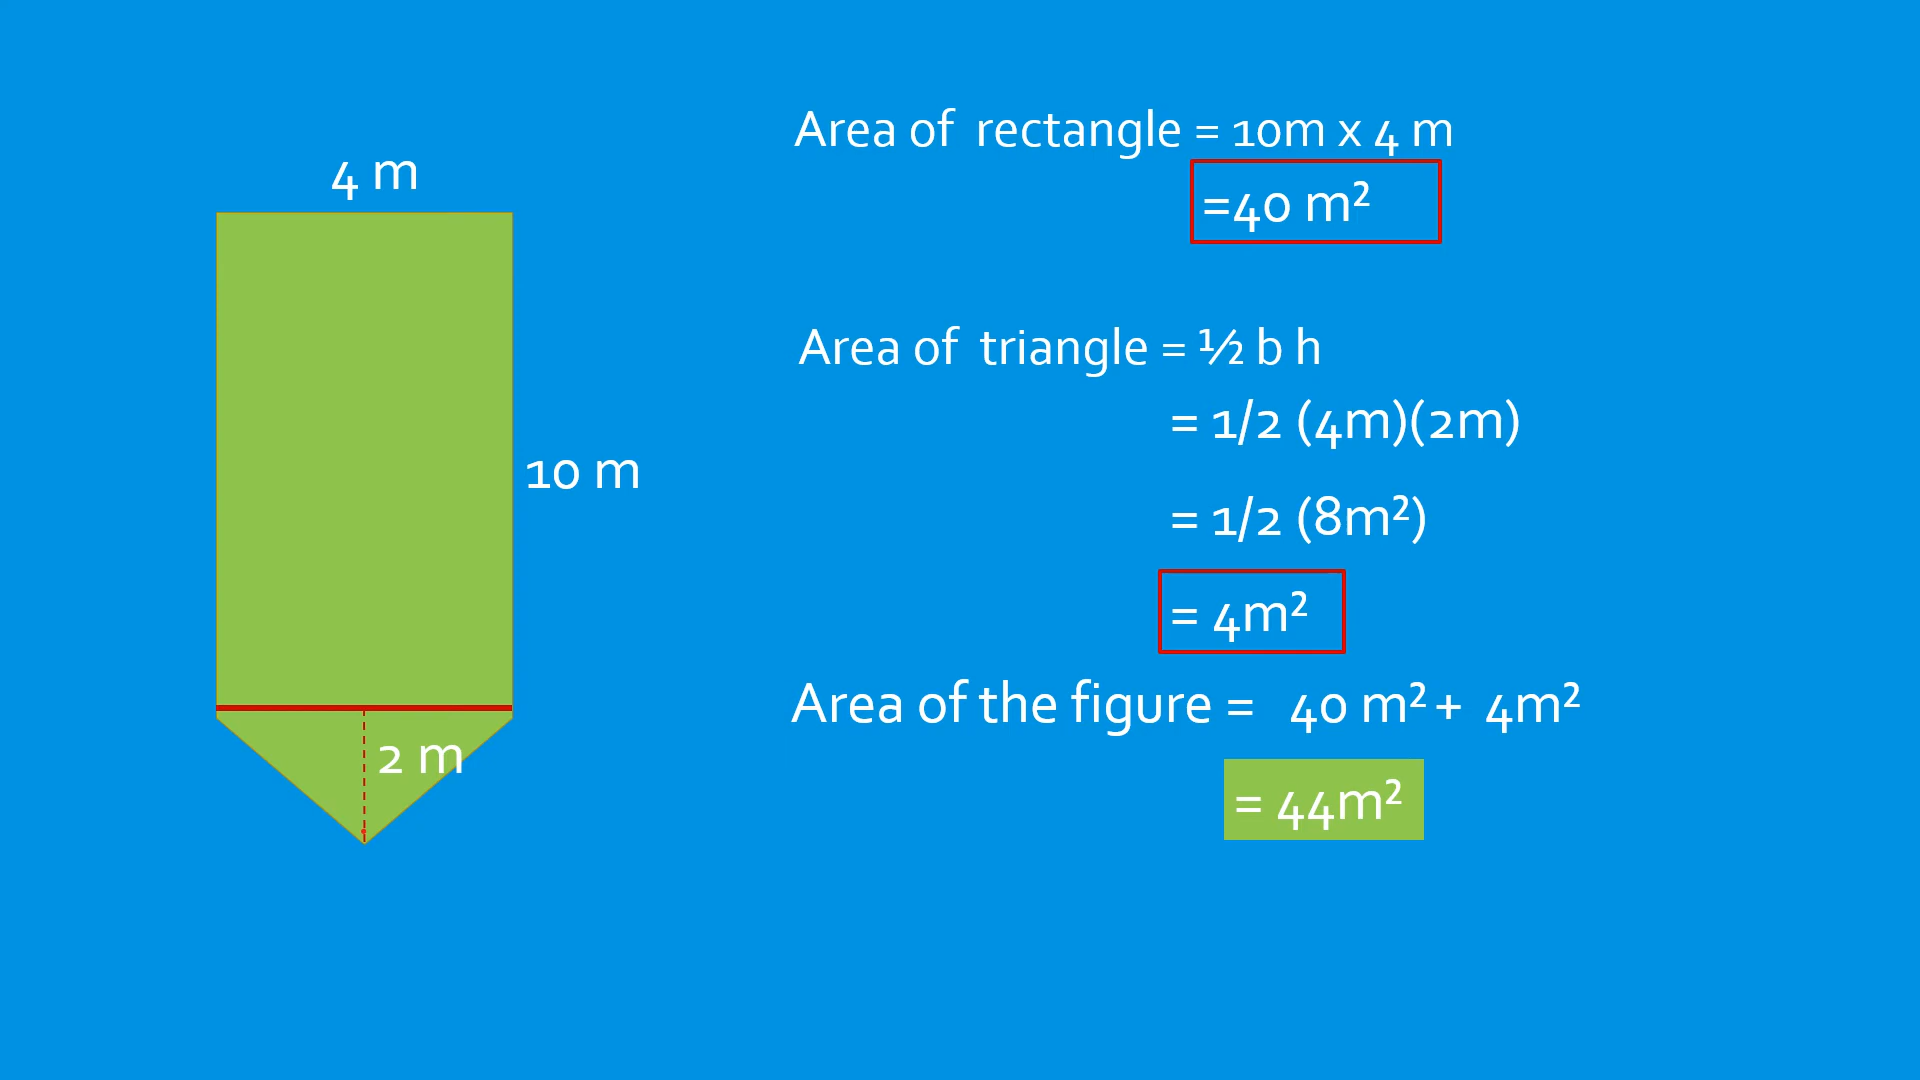 4 m
10 m
2 m
Area of rectangle = 10m x 4 m
=40 m²
Area of triangle = ½ b h
= 1/2 (4m)(2m)
= 1/2 (8m²)
= 4m²
Area of the figure = 40 m² + 4m²
= 44m²